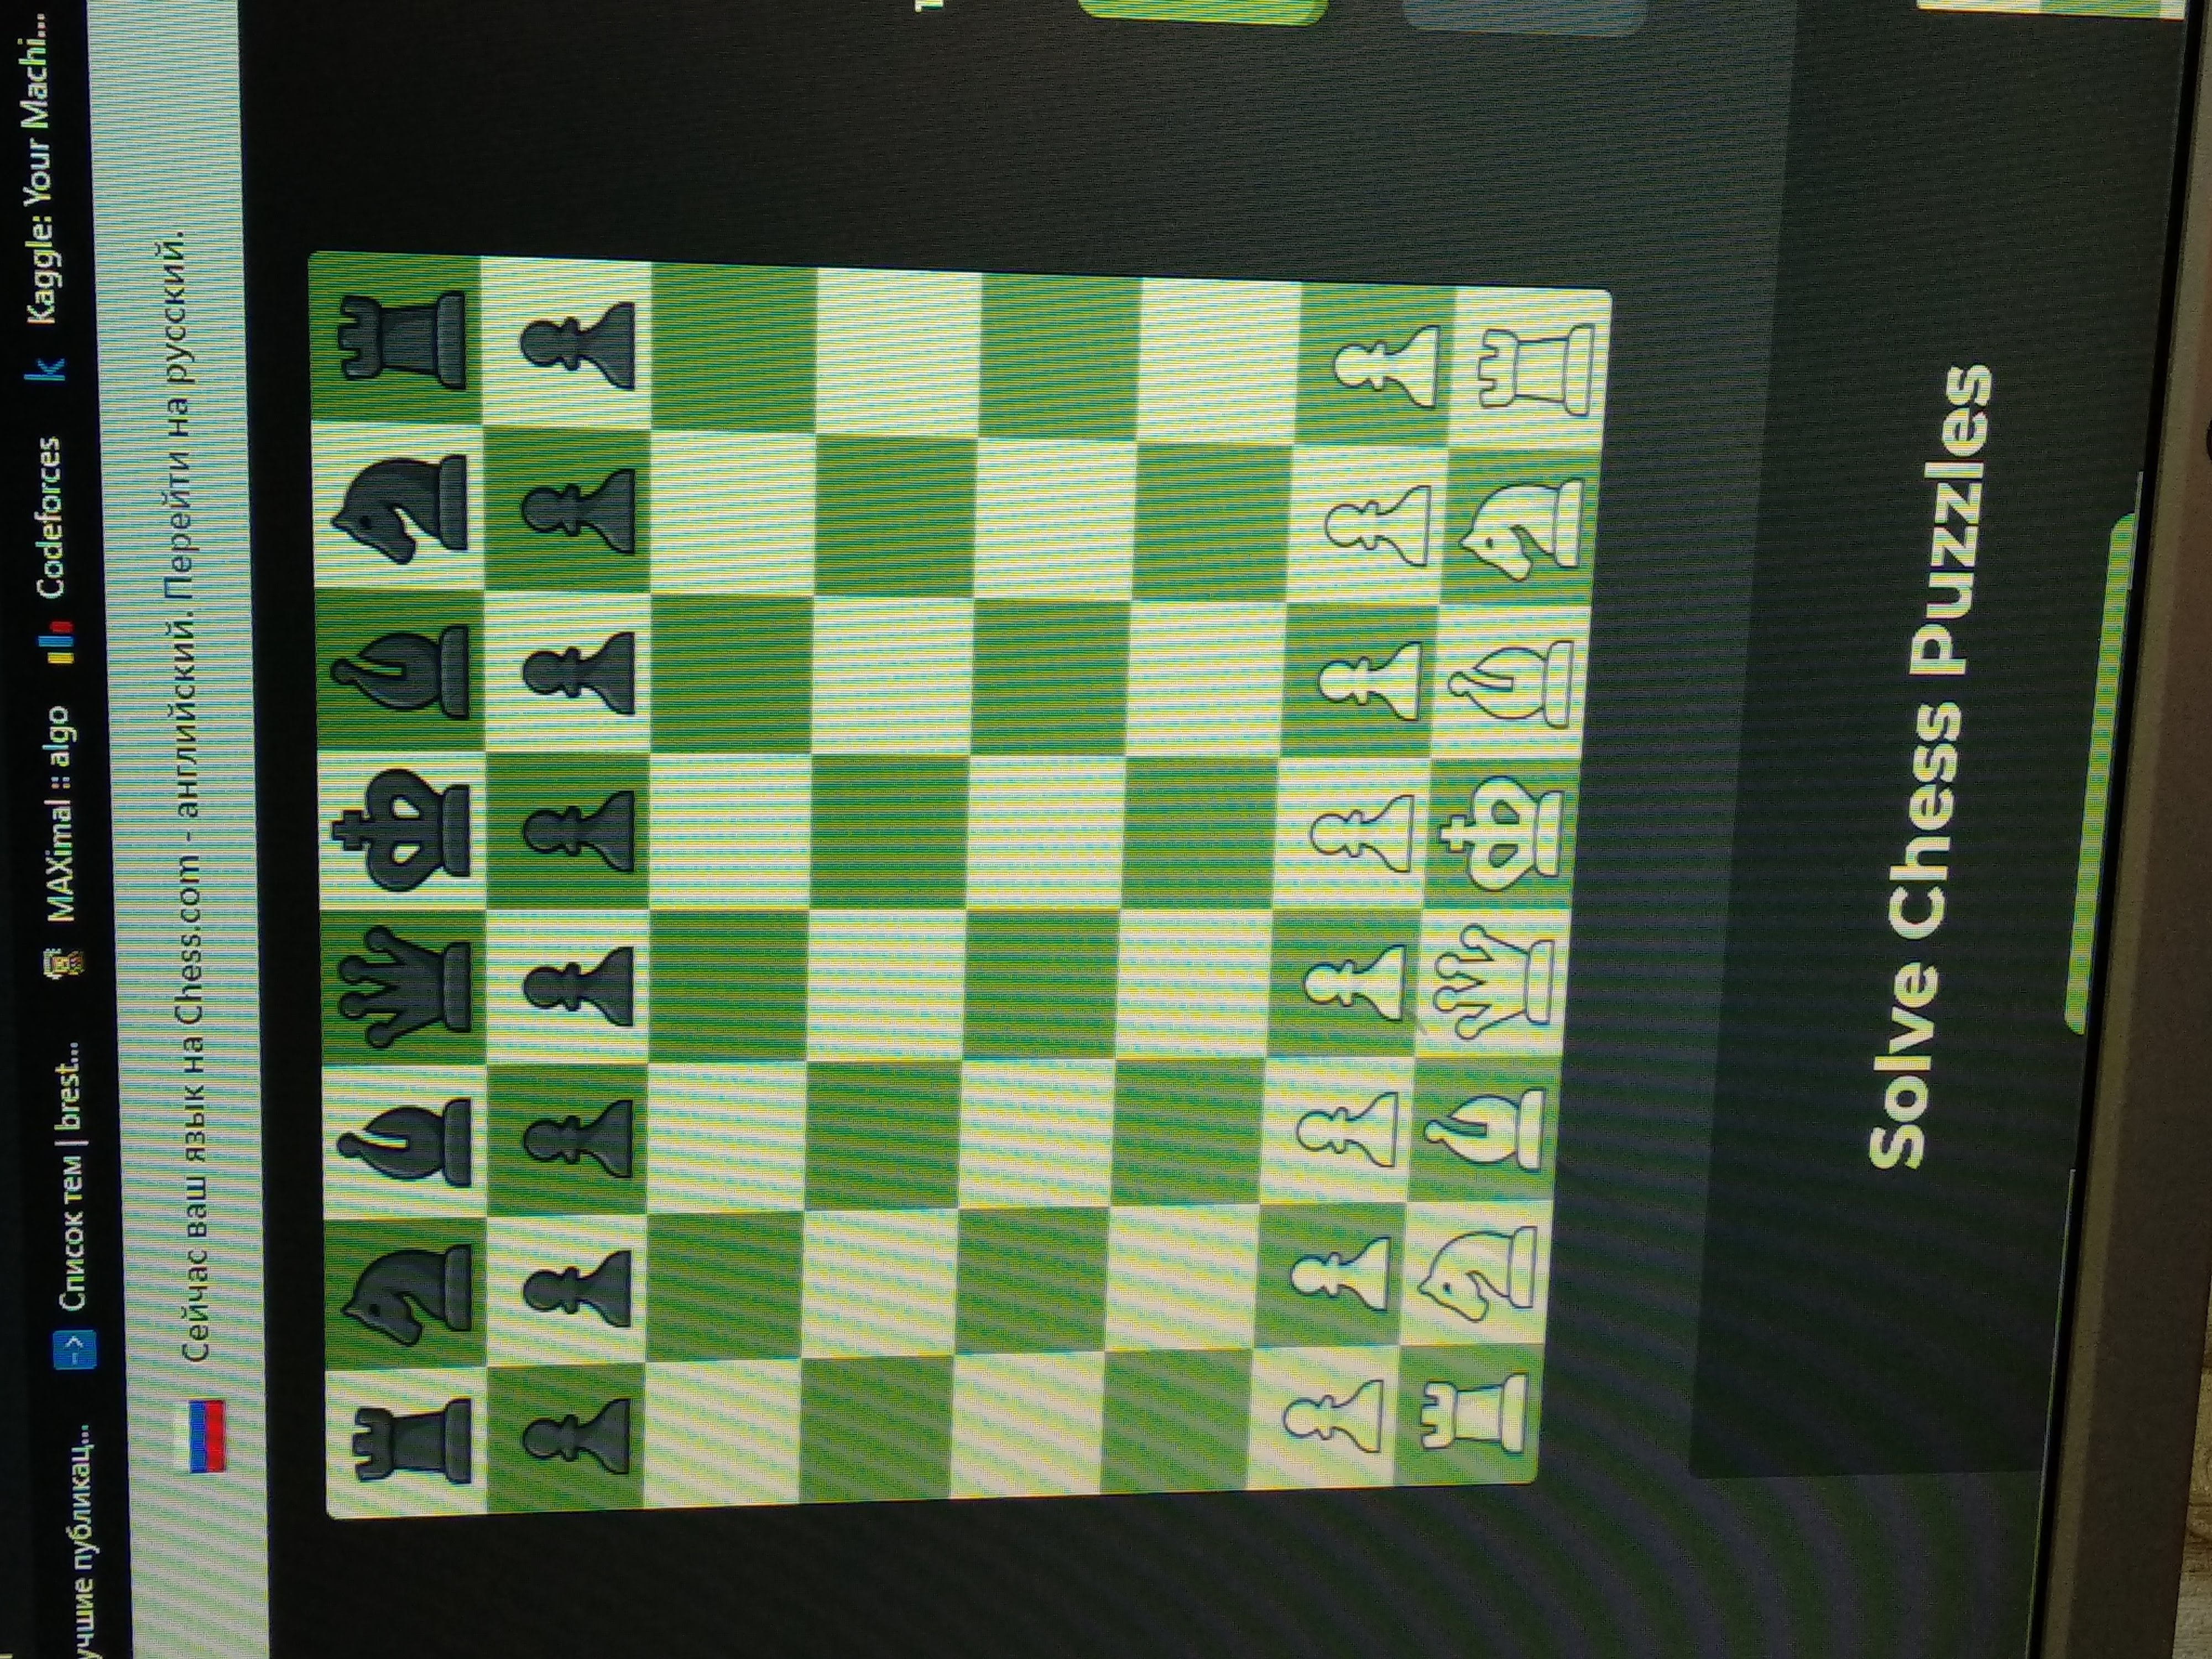 учшие публикац... Список тем | brest... MAXimal :: algo Codeforces Kaggle: Your Machi...
Сейчас ваш язык на Chess.com - английский. Перейти на русский.
Solve Chess Puzzles